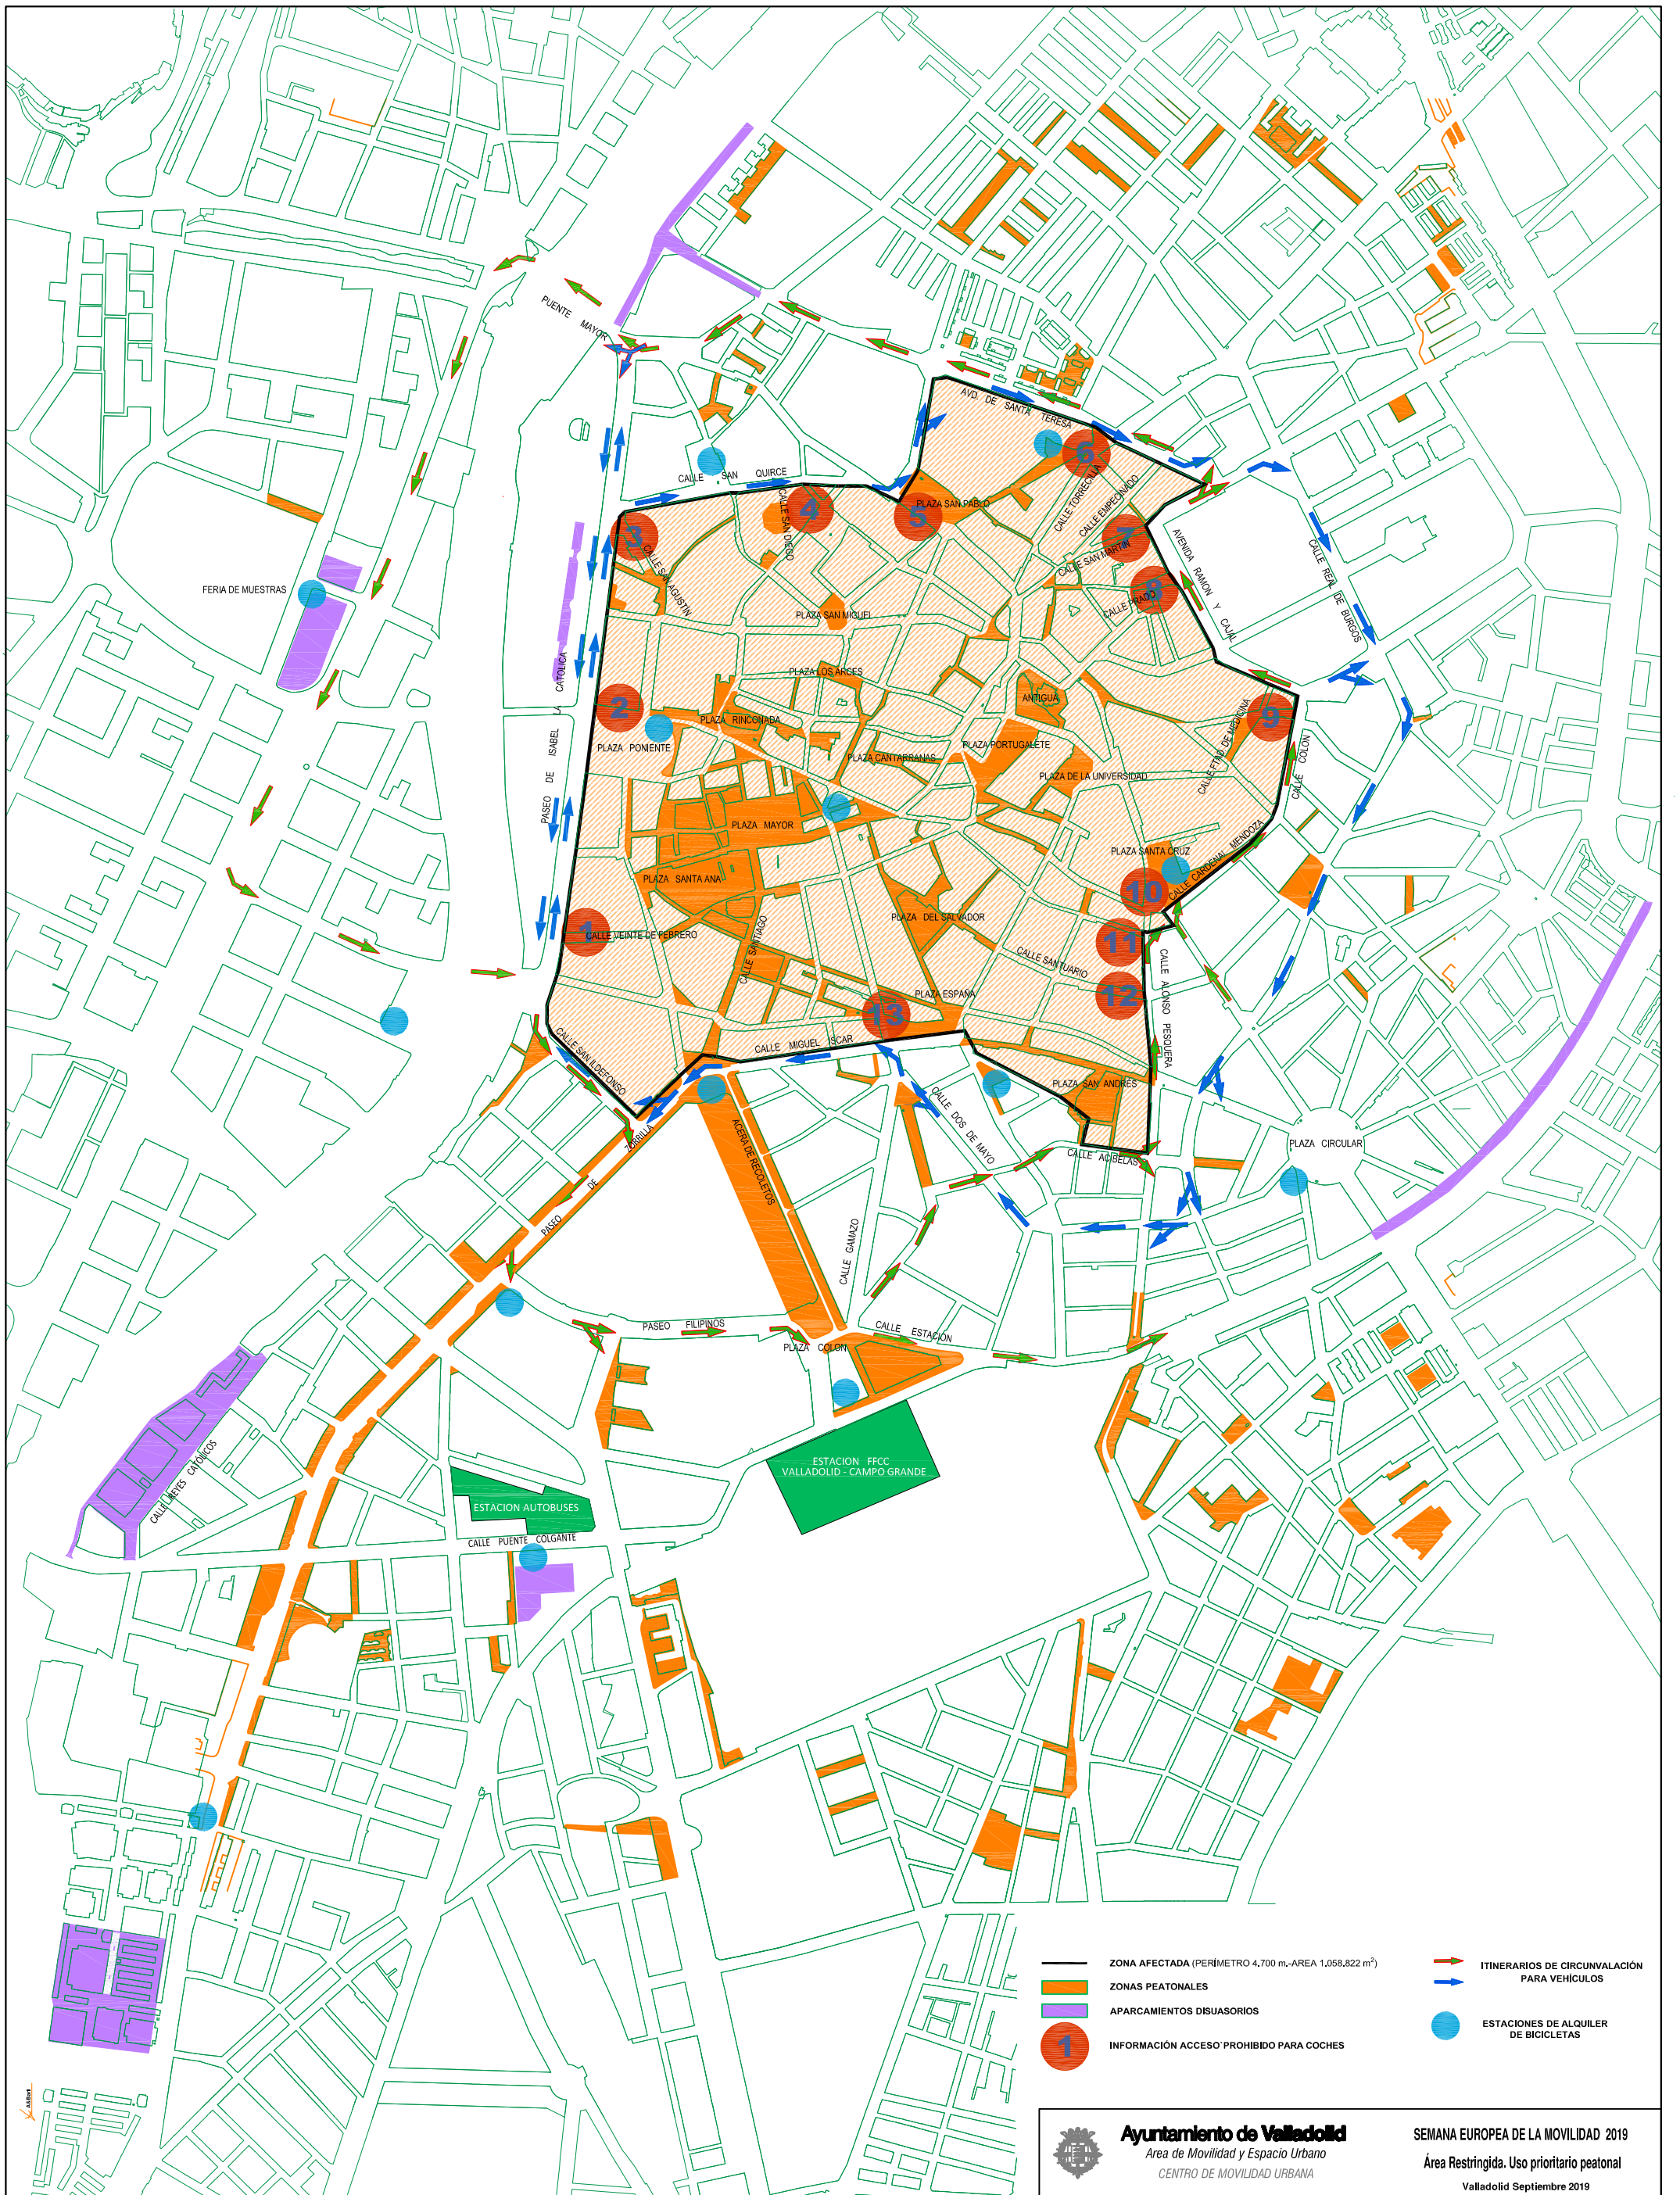 PUENTE MAYOR
AVD. DE SANTA TERESA
CALLE SAN QUIRCE
CALLE SAN DIEGO
PLAZA SAN PABLO
CALLE TORRECILLA
CALLE EMPECINADO
6
4
5
3
7
CALLE SAN AGUSTÍN
CALLE SAN MARTIN
AVENIDA RAMON Y CAJAL
CALLE REAL DE BURGOS
FERIA DE MUESTRAS
8
CALLE PRADO
PLAZA SAN MIGUEL
PLAZA LOS ARCES
ANTIGUA
2
9
PLAZA RINCONADA
PLAZA PONIENTE
PASEO DE ISABEL LA CATOLICA
PLAZA CANTARRANAS
PLAZA PORTUGALETE
PLAZA DE LA UNIVERSIDAD
CALLE FTAD. DE MEDICINA
CALLE COLON
PLAZA MAYOR
PLAZA SANTA CRUZ
CALLE CARDENAL MENDOZA
PLAZA SANTA ANA
10
PLAZA DEL SALVADOR
1
CALLE VEINTE DE FEBRERO
CALLE SANTIAGO
11
CALLE SANTUARIO
12
CALLE ALONSO PESQUERA
PLAZA ESPAÑA
13
CALLE MIGUEL ISCAR
CALLE SAN ILDEFONSO
PLAZA SAN ANDRES
CALLE DOS DE MAYO
PLAZA CIRCULAR
CALLE ACIBELAS
ACERA DE RECOLETOS
PASEO DE ZORRILLA
CALLE GAMAZO
PASEO FILIPINOS
CALLE ESTACIÓN
PLAZA COLON
CALLE REYES CATOLICOS
ESTACION FFCC
VALLADOLID - CAMPO GRANDE
ESTACION AUTOBUSES
CALLE PUENTE COLGANTE
ZONA AFECTADA (PERÍMETRO 4.700 m.-AREA 1.058.822 m²)
ZONAS PEATONALES
APARCAMIENTOS DISUASORIOS
1
INFORMACIÓN ACCESO PROHIBIDO PARA COCHES
ITINERARIOS DE CIRCUNVALACIÓN
PARA VEHÍCULOS
ESTACIONES DE ALQUILER
DE BICICLETAS
Ayuntamiento de Valladolid
Area de Movilidad y Espacio Urbano
CENTRO DE MOVILIDAD URBANA
SEMANA EUROPEA DE LA MOVILIDAD 2019
Área Restringida. Uso prioritario peatonal
Valladolid Septiembre 2019